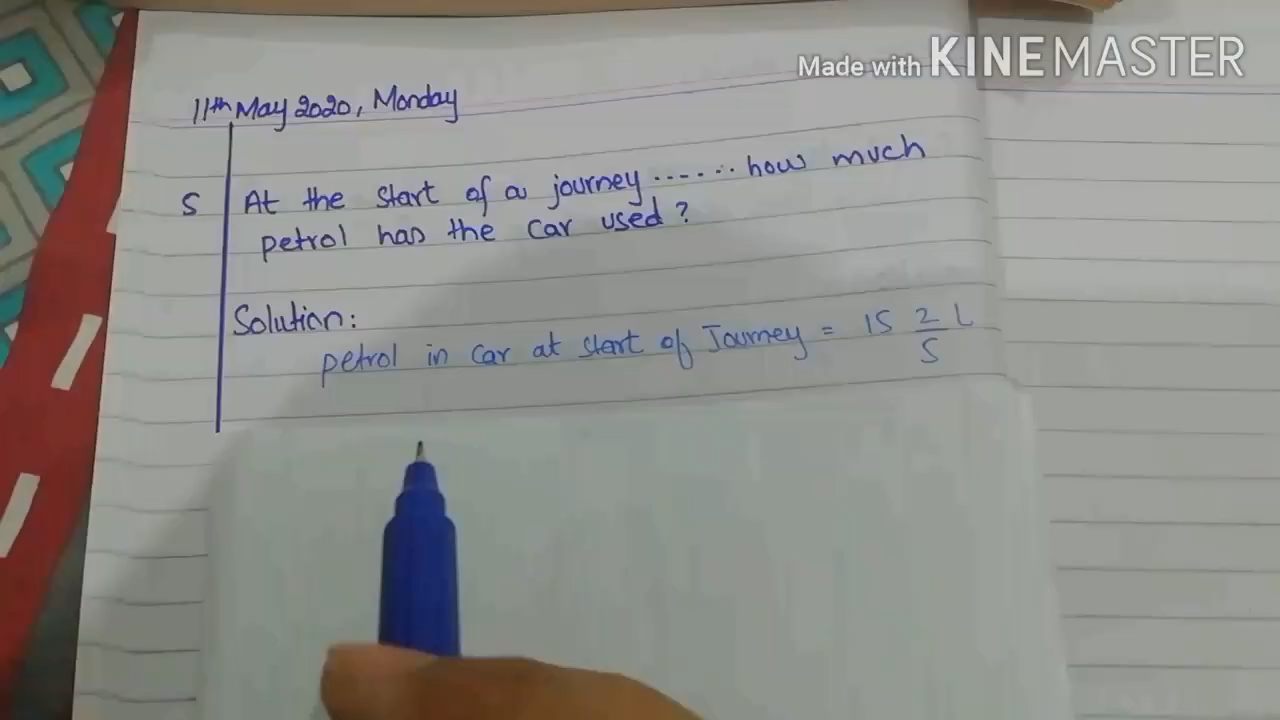 Made with KINEMASTER
11th May 2020, Monday
5 At the start of a journey ...... how much
petrol has the car used?
Solution:
petrol in car at start of Journey = 15 2/5 L